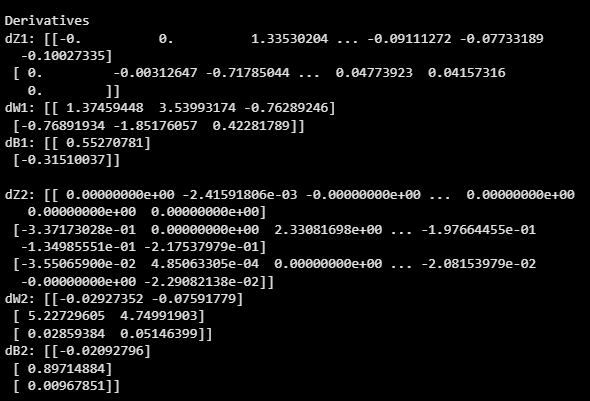 Derivatives
dZ1: [[-0.          0.          1.33530204 ... -0.09111272 -0.07733189
  -0.10027335]
 [ 0.         -0.00312647 -0.71785044 ...  0.04773923  0.04157316
   0.        ]]
dW1: [[ 1.37459448  3.53993174 -0.76289246]
 [-0.76891934 -1.85176057  0.42281789]]
dB1: [[ 0.55270781]
 [-0.31510037]]
dZ2: [[ 0.00000000e+00 -2.41591806e-03 -0.00000000e+00 ...  0.00000000e+00
   0.00000000e+00  0.00000000e+00]
 [-3.37173028e-01  0.00000000e+00  2.33081698e+00 ... -1.97664455e-01
  -1.34985551e-01 -2.17537979e-01]
 [-3.55065900e-02  4.85063305e-04  0.00000000e+00 ... -2.08153979e-02
  -0.00000000e+00 -2.29082138e-02]]
dW2: [[-0.02927352 -0.07591779]
 [ 5.22729605  4.74991903]
 [ 0.02859384  0.05146399]]
dB2: [[-0.02092796]
 [ 0.89714884]
 [ 0.00967851]]